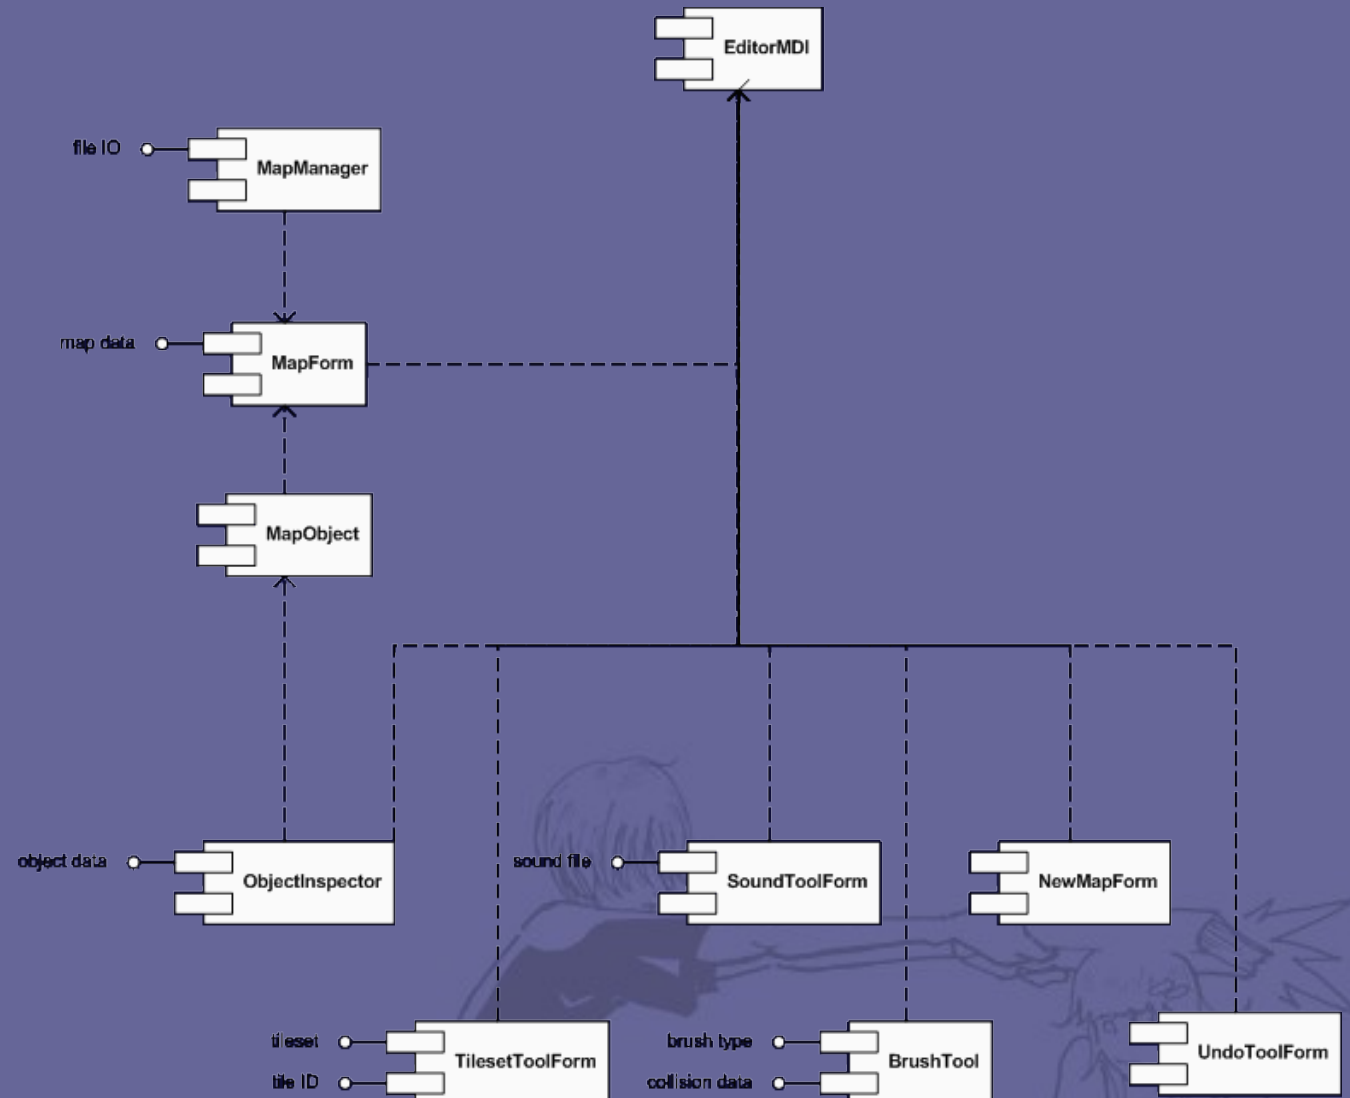 EditorMDI
file IO
MapManager
map data
MapForm
MapObject
object data
ObjectInspector
sound file
SoundToolForm
NewMapForm
tileset
tile ID
TilesetToolForm
brush type
collision data
BrushTool
UndoToolForm